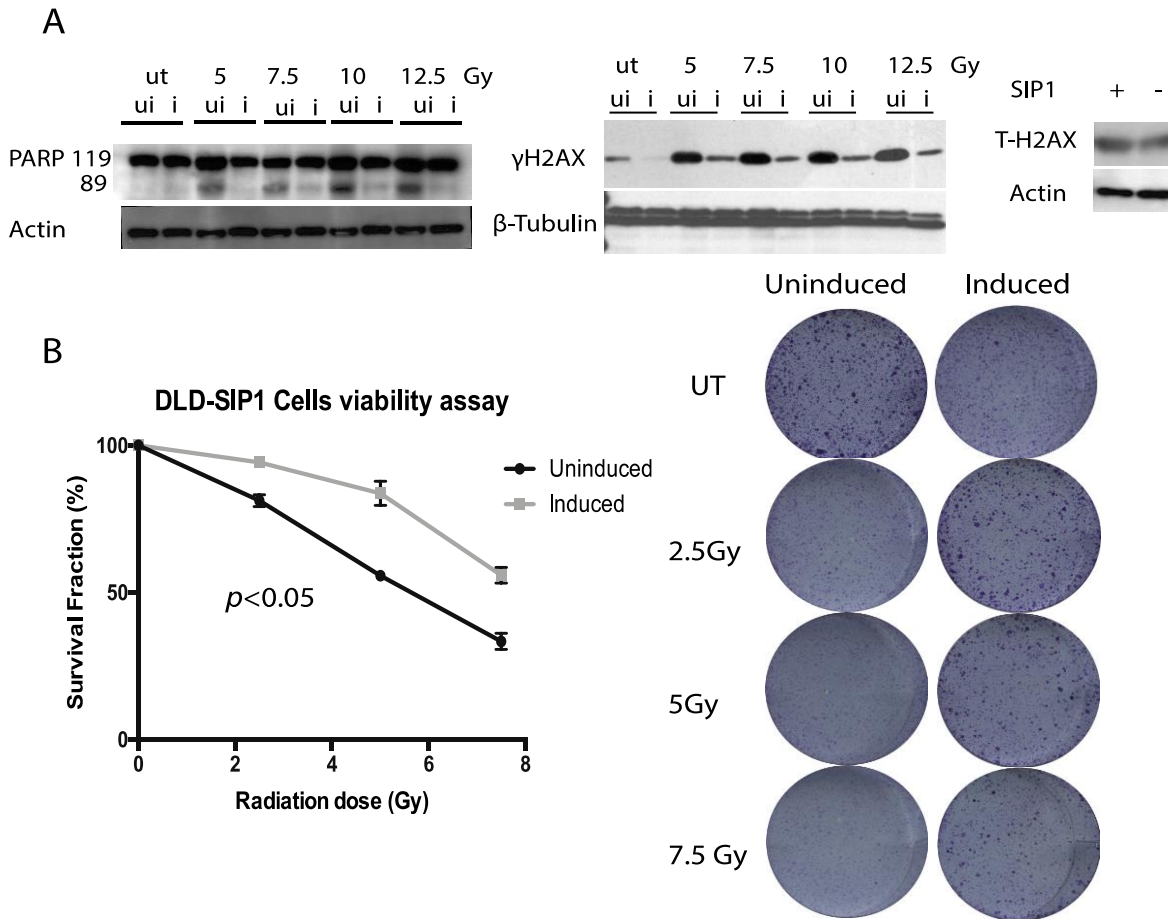 A
ut 5 7.5 10 12.5 Gy
ui i ui i ui i ui i ui i
PARP 119
89
Actin
ut 5 7.5 10 12.5 Gy
ui i ui i ui i ui i ui i
γH2AX
β-Tubulin
SIP1 + -
T-H2AX
Actin
B
DLD-SIP1 Cells viability assay
Survival Fraction (%)
100
50
0
0 2 4 6 8
Radiation dose (Gy)
p<0.05
Uninduced
Induced
Uninduced Induced
UT
2.5Gy
5Gy
7.5 Gy